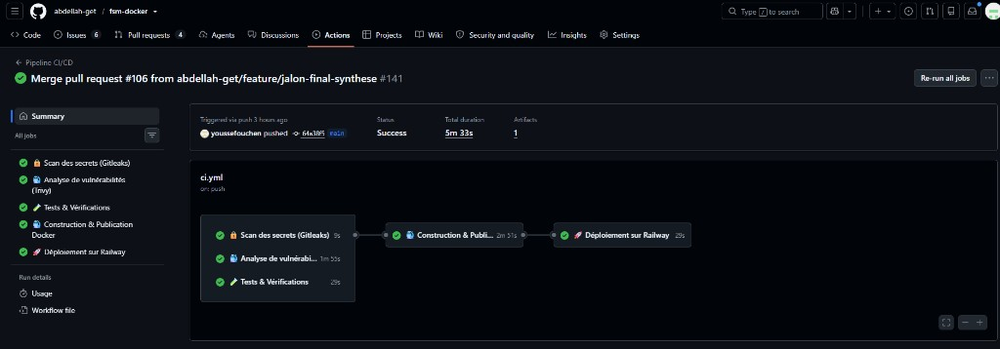 abdellah-get / fsm-docker
Type / to search
Code Issues 6 Pull requests 4 Agents Discussions Actions Projects Wiki Security and quality Insights Settings
← Pipeline CI/CD
Merge pull request #106 from abdellah-get/feature/jalon-final-synthese #141
Re-run all jobs
Summary
All jobs
Scan des secrets (Gitleaks)
Analyse de vulnérabilités
(Trivy)
Tests & Vérifications
Construction & Publication
Docker
Déploiement sur Railway
Run details
Usage
Workflow file
Triggered via push 3 hours ago
youssefouchen pushed 64e38f5 main
Status
Success
Total duration
5m 33s
Artifacts
1
ci.yml
on: push
Scan des secrets (Gitleaks) 9s
Analyse de vulnérabi... 1m 55s
Tests & Vérifications 29s
Construction & Publi... 2m 51s
Déploiement sur Railway 29s